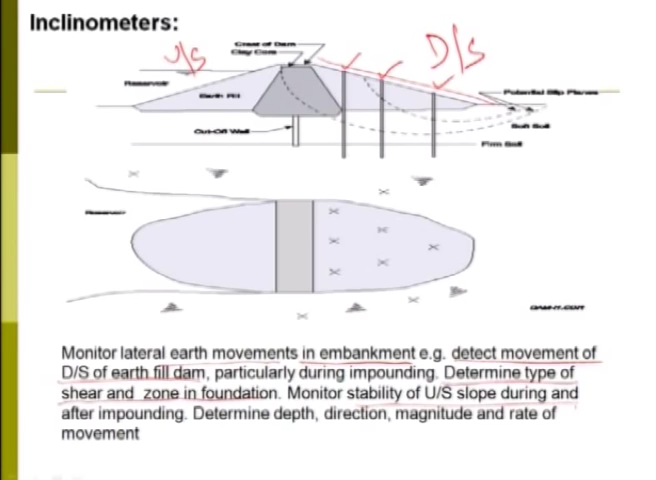 Inclinometers:
Crest of Dam
Clay Core
U/S
D/S
Reservoir
Earth Fill
Potential Slip Planes
Cut-Off Wall
Soft Soil
Firm Soil
Reservoir
Monitor lateral earth movements in embankment e.g. detect movement of
D/S of earth fill dam, particularly during impounding. Determine type of
shear and zone in foundation. Monitor stability of U/S slope during and
after impounding. Determine depth, direction, magnitude and rate of
movement